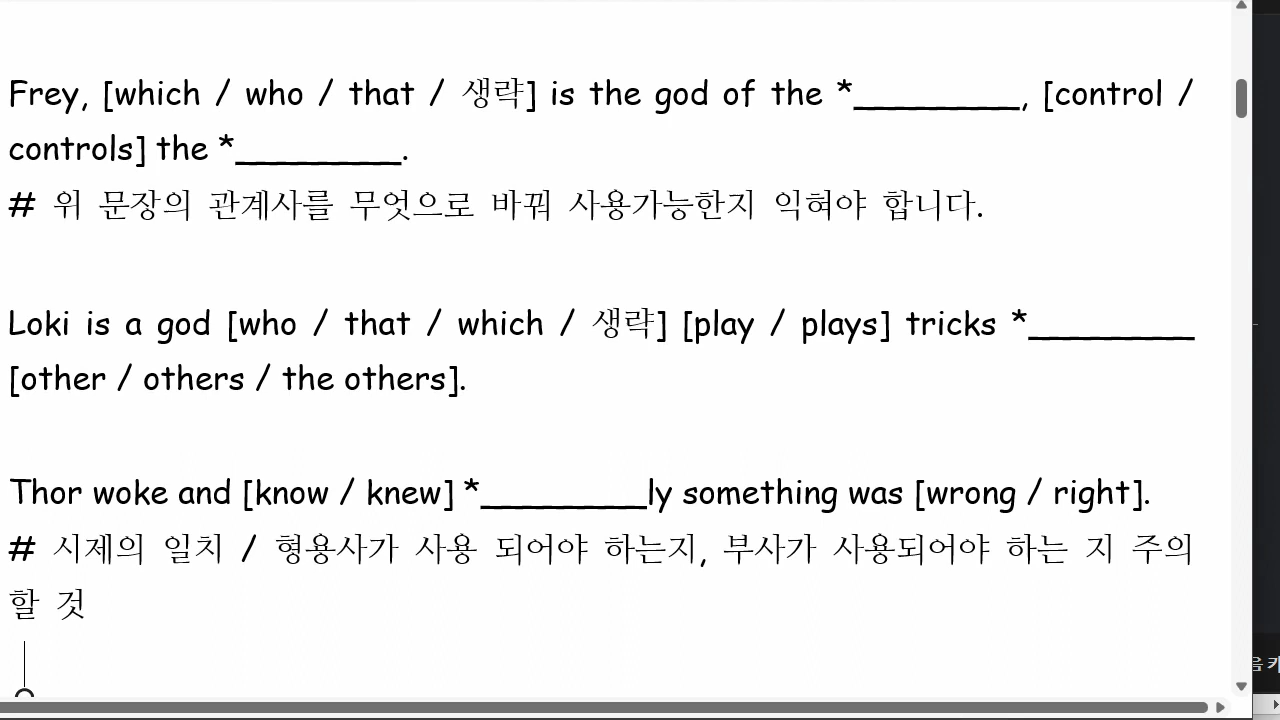 Frey, [which / who / that / 생략] is the god of the *__________, [control /
controls] the *__________.
# 위 문장의 관계사를 무엇으로 바꿔 사용가능한지 익혀야 합니다.
Loki is a god [who / that / which / 생략] [play / plays] tricks *__________
[other / others / the others].
Thor woke and [know / knew] *__________ly something was [wrong / right].
# 시제의 일치 / 형용사가 사용 되어야 하는지, 부사가 사용되어야 하는 지 주의
할 것